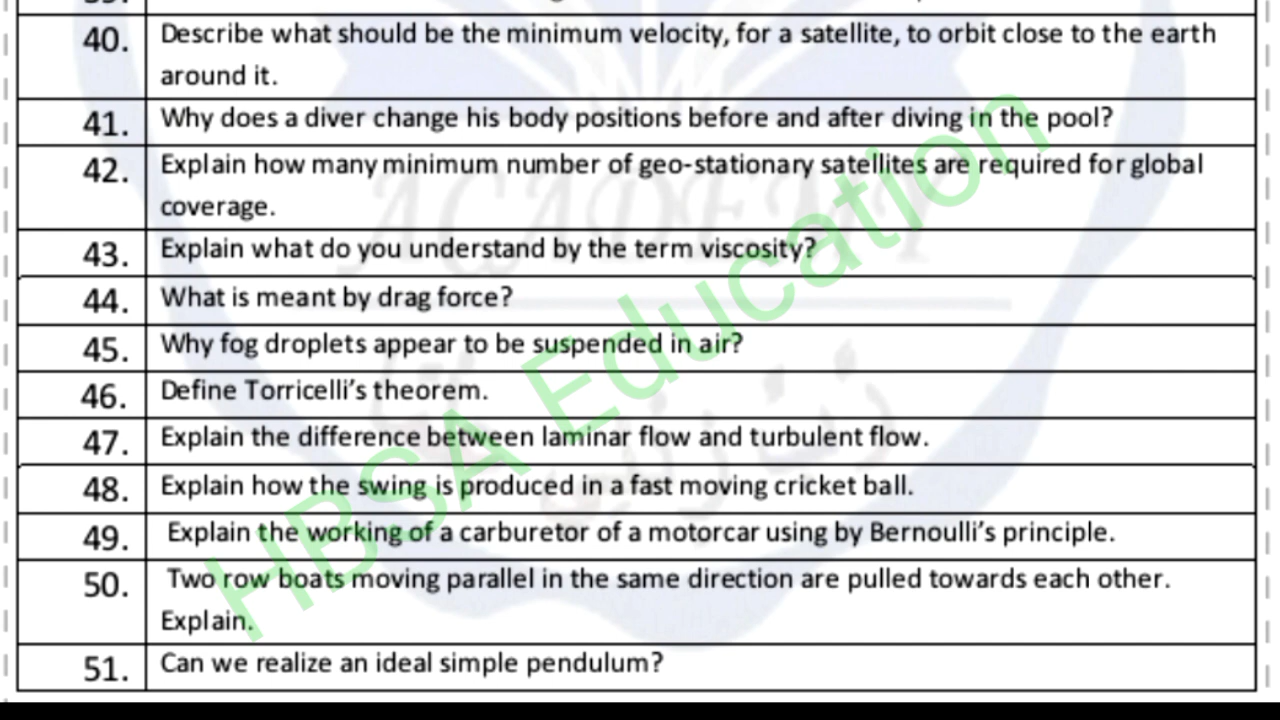 40. Describe what should be the minimum velocity, for a satellite, to orbit close to the earth
around it.
41. Why does a diver change his body positions before and after diving in the pool?
42. Explain how many minimum number of geo-stationary satellites are required for global
coverage.
43. Explain what do you understand by the term viscosity?
44. What is meant by drag force?
45. Why fog droplets appear to be suspended in air?
46. Define Torricelli's theorem.
47. Explain the difference between laminar flow and turbulent flow.
48. Explain how the swing is produced in a fast moving cricket ball.
49. Explain the working of a carburetor of a motorcar using by Bernoulli's principle.
50. Two row boats moving parallel in the same direction are pulled towards each other.
Explain.
51. Can we realize an ideal simple pendulum?
HBSA Education
ACADEMY